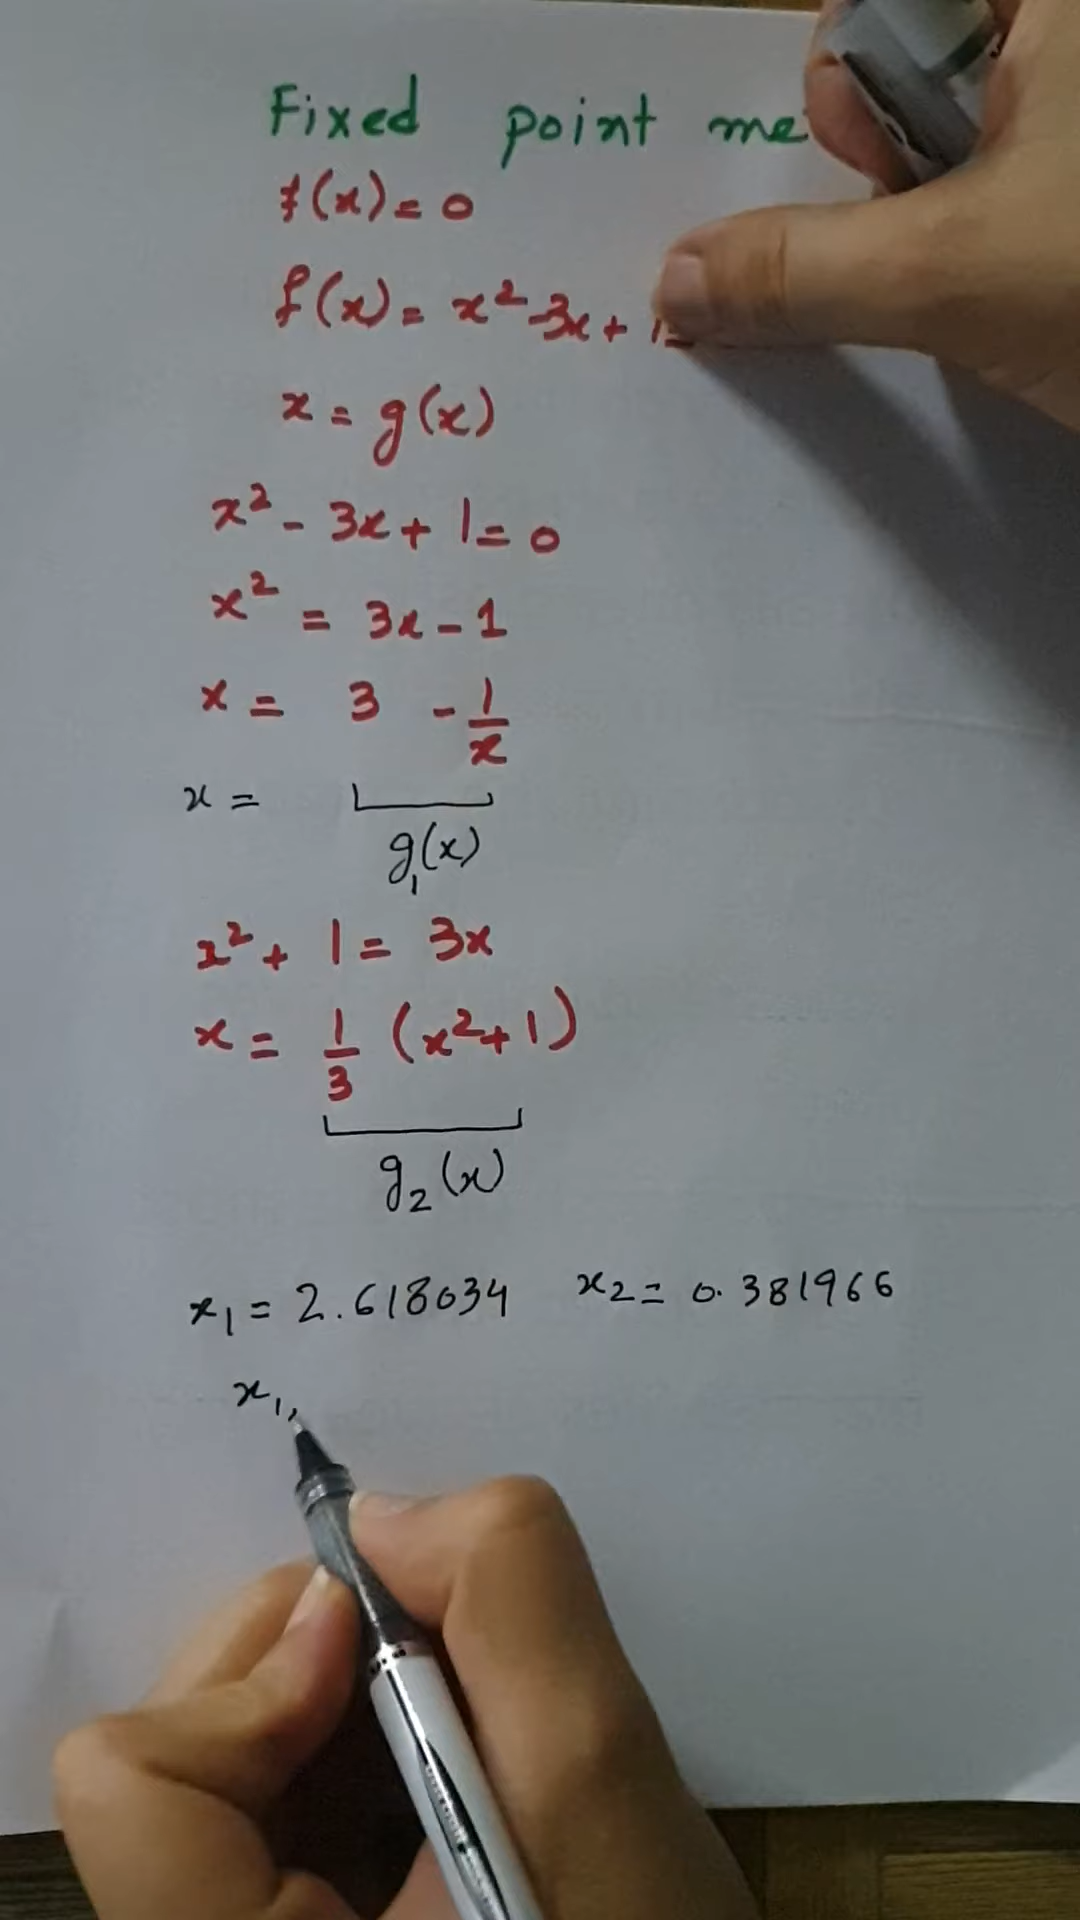 Fixed point me
f(x) = 0
f(x) = x² - 3x + 1 =
x = g(x)
x² - 3x + 1 = 0
x² = 3x - 1
x = 3 - 1/x
x =
g₁(x)
x² + 1 = 3x
x = 1/3 (x² + 1)
g₂(x)
x₁ = 2.618034 x₂ = 0.381966
x₁,